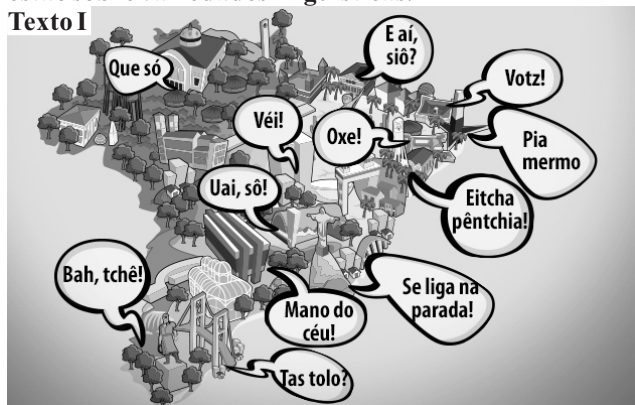 Texto I
E aí,
siô?
Que só
Votz!
Véi!
Oxe!
Pia
mermo
Uai, sô!
Eitcha
pêntchia!
Bah, tchê!
Se liga na
parada!
Mano do
céu!
Tas tolo?